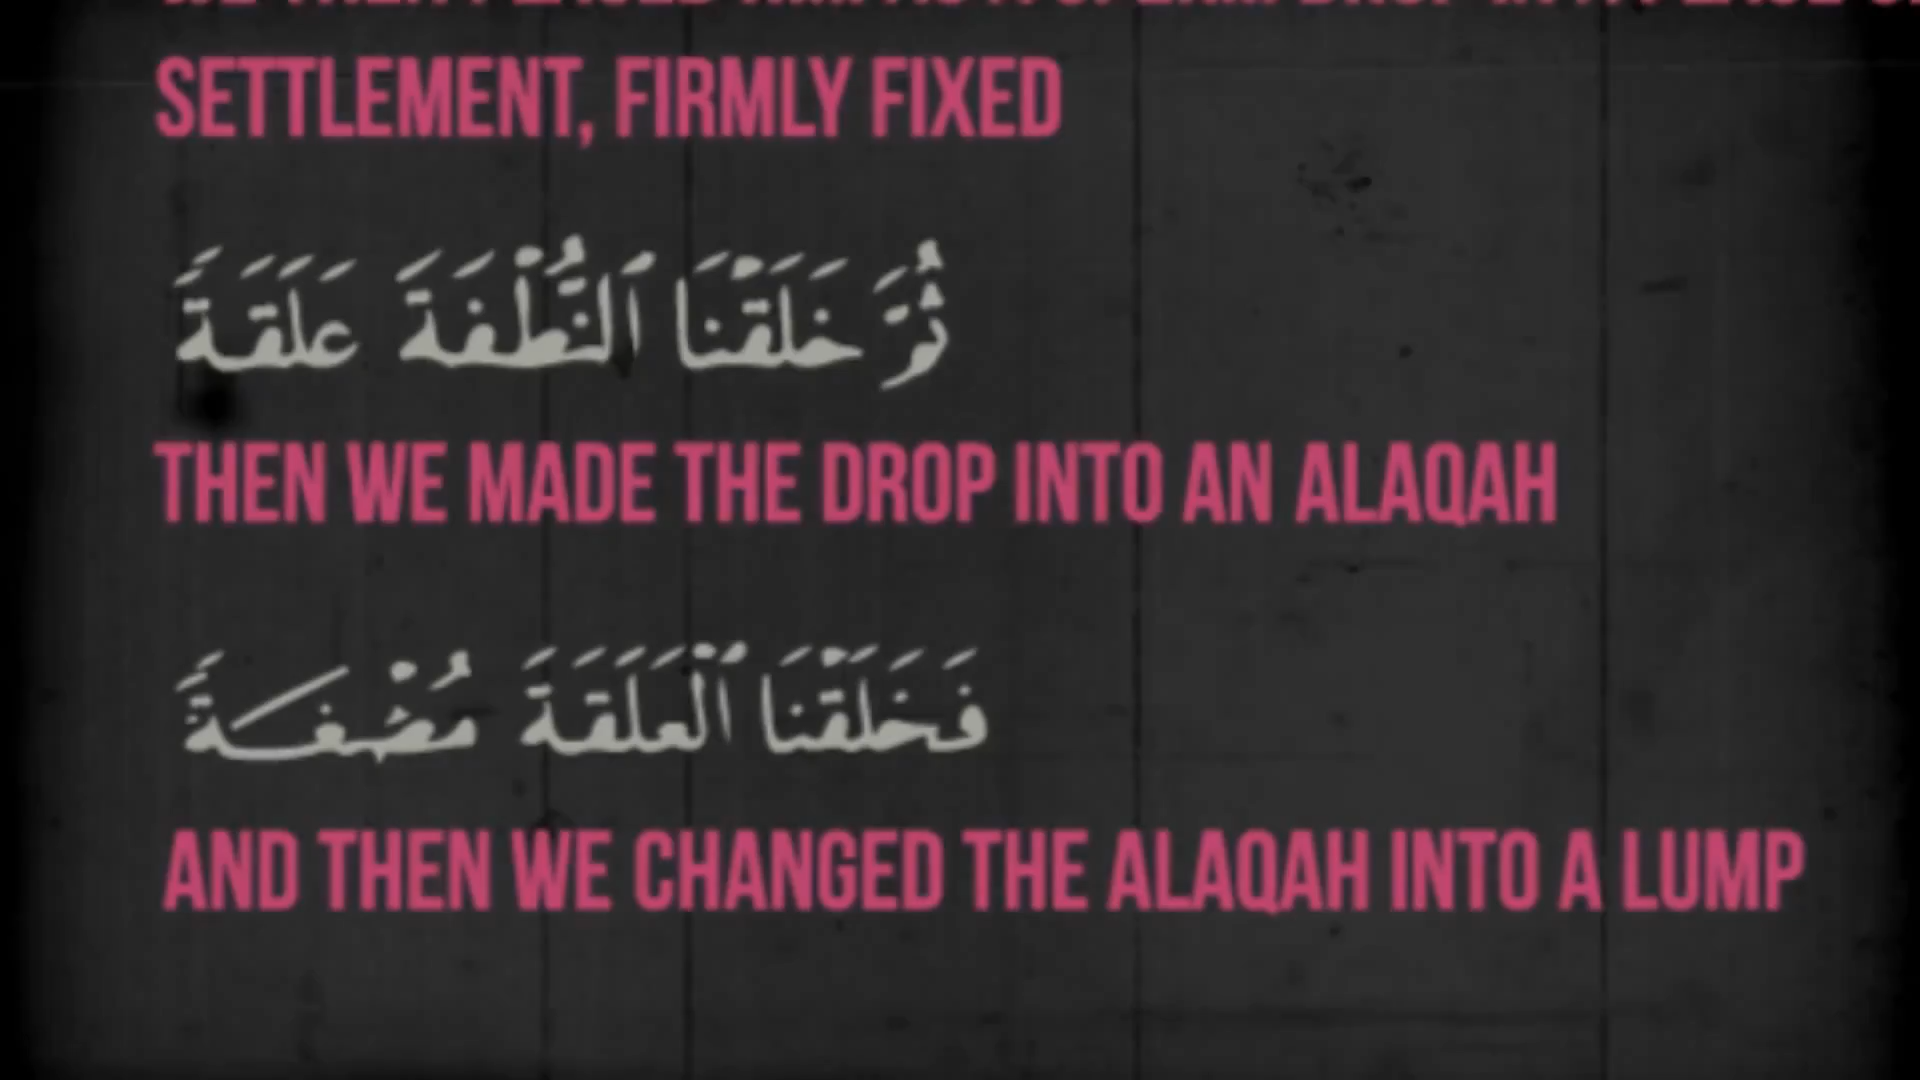 SETTLEMENT, FIRMLY FIXED
ثُمَّ خَلَقْنَا ٱلنُّطْفَةَ عَلَقَةً
THEN WE MADE THE DROP INTO AN ALAQAH
فَخَلَقْنَا ٱلْعَلَقَةَ مُضْغَةً
AND THEN WE CHANGED THE ALAQAH INTO A LUMP